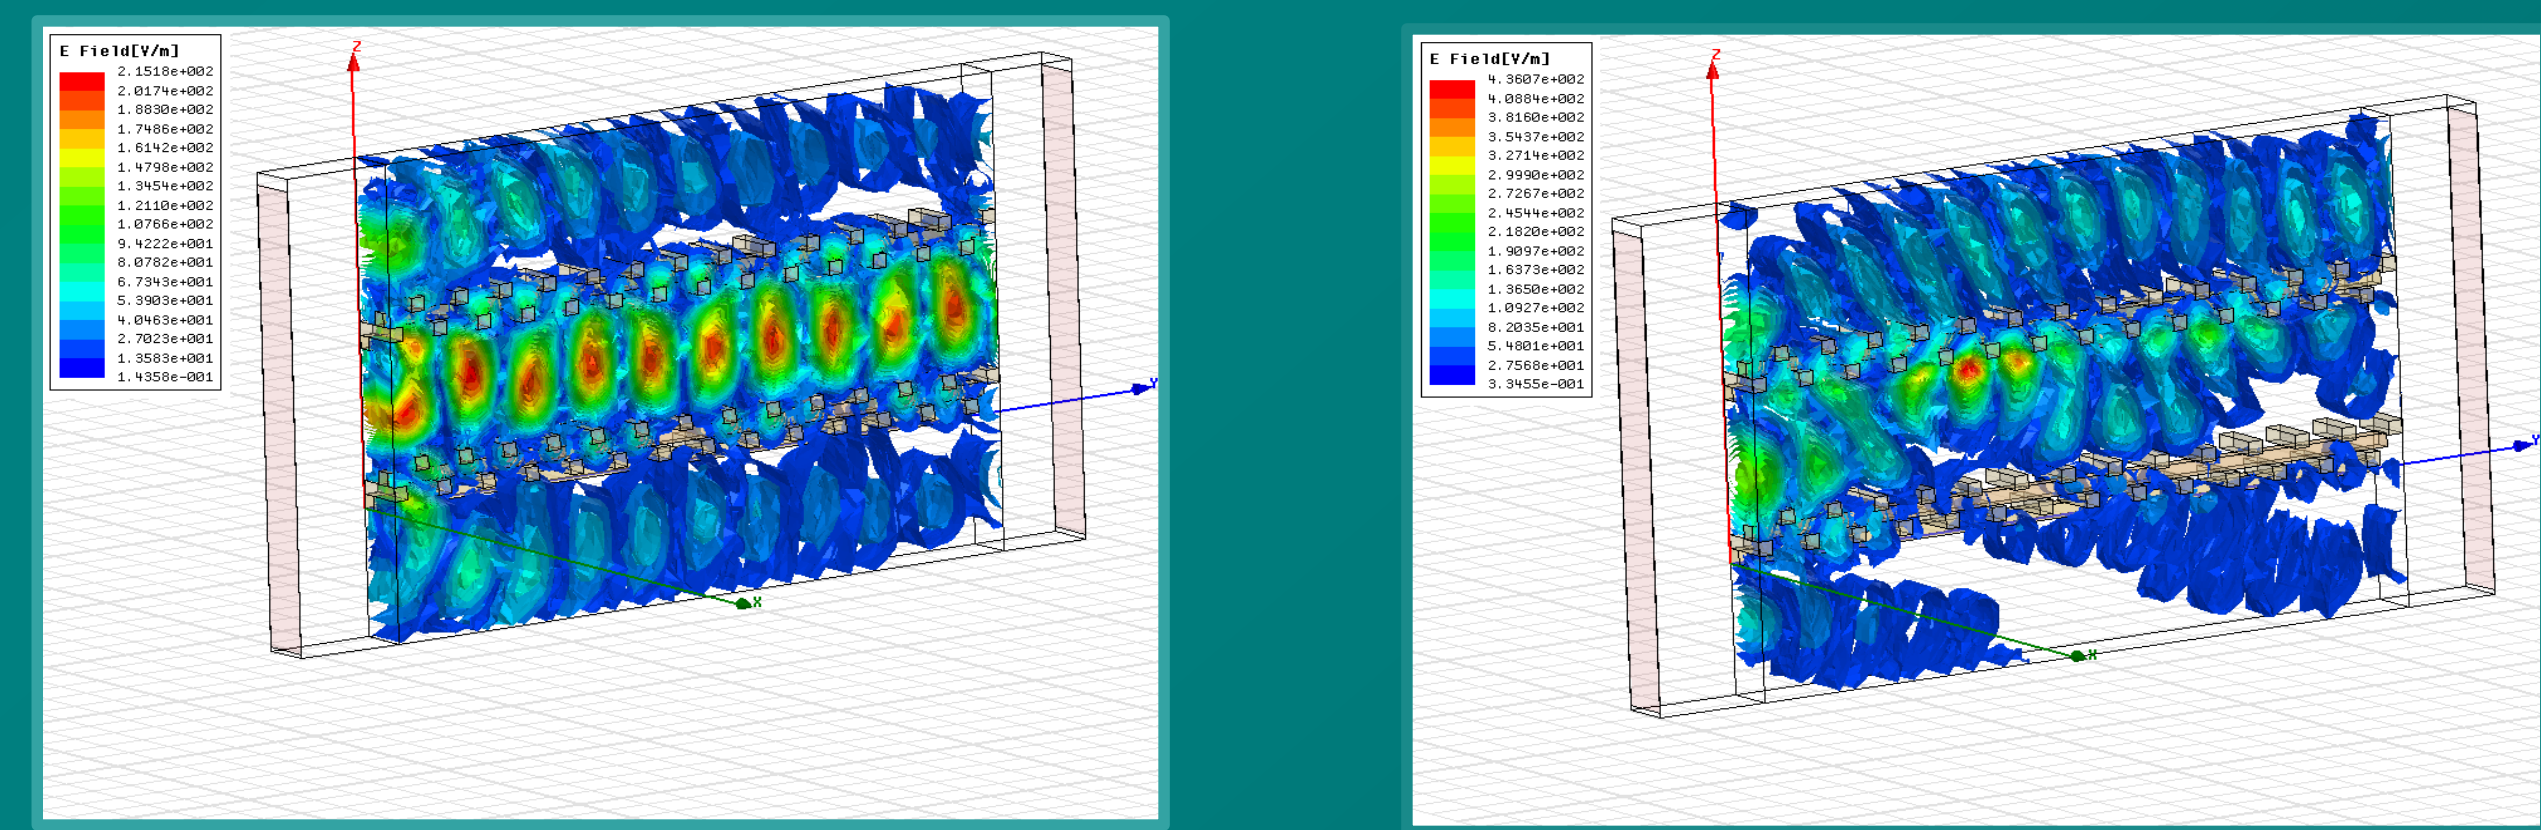 E Field[V/m]
2.1518e+002
2.0174e+002
1.8830e+002
1.7486e+002
1.6142e+002
1.4798e+002
1.3454e+002
1.2110e+002
1.0766e+002
9.4222e+001
8.0782e+001
6.7343e+001
5.3903e+001
4.0463e+001
2.7023e+001
1.3583e+001
1.4358e-001
Z
Y
X
E Field[V/m]
4.3607e+002
4.0884e+002
3.8160e+002
3.5437e+002
3.2714e+002
2.9990e+002
2.7267e+002
2.4544e+002
2.1820e+002
1.9097e+002
1.6373e+002
1.3650e+002
1.0927e+002
8.2035e+001
5.4801e+001
2.7568e+001
3.3455e-001
Z
Y
X